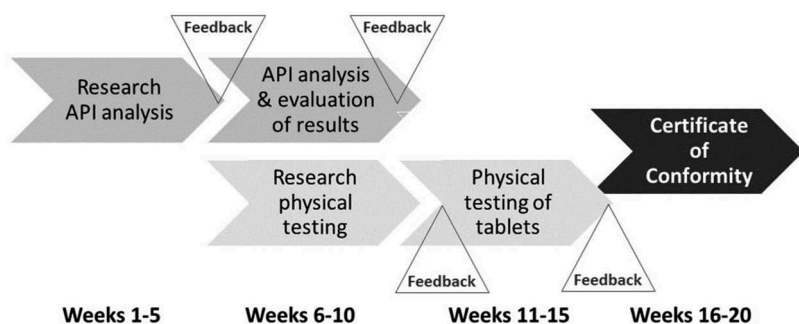 Feedback
Feedback
Research
API analysis
API analysis
& evaluation
of results
Certificate
of
Conformity
Research
physical
testing
Physical
testing of
tablets
Feedback
Feedback
Weeks 1-5
Weeks 6-10
Weeks 11-15
Weeks 16-20